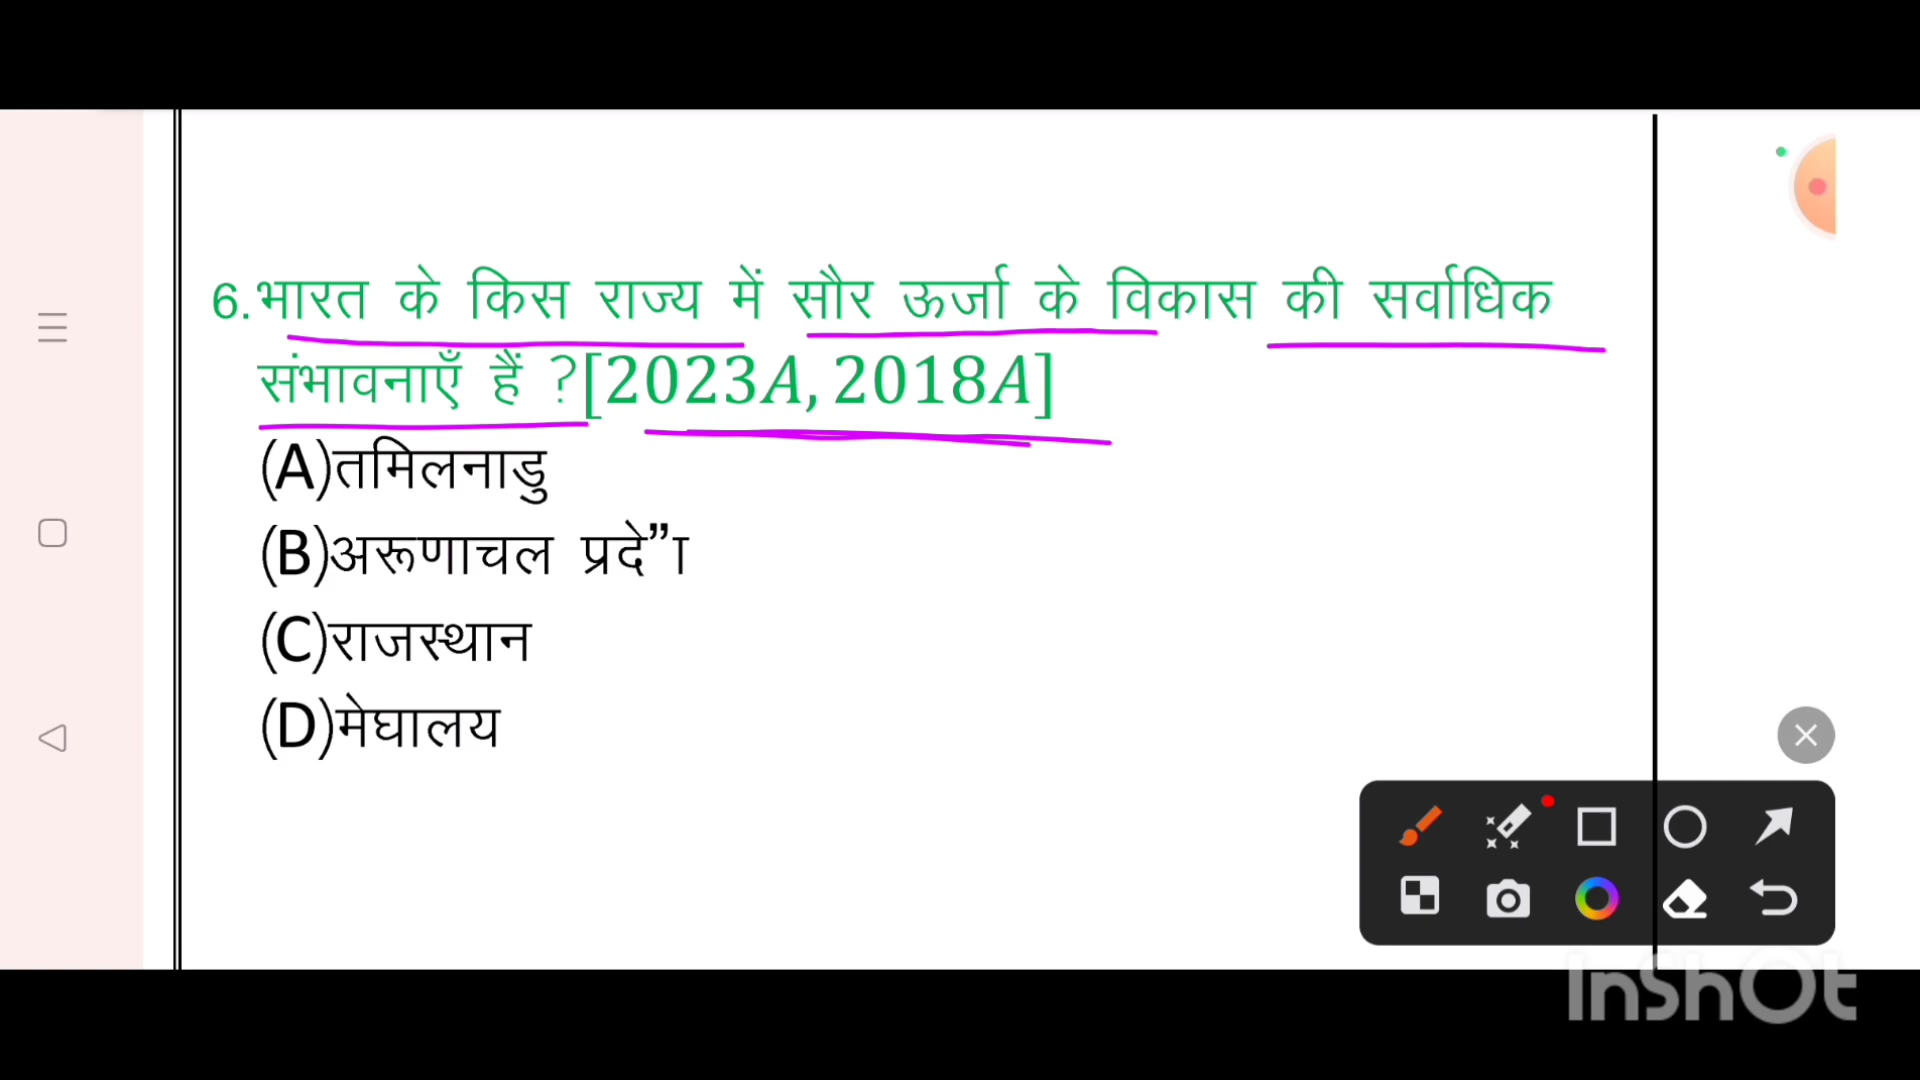 6.भारत के किस राज्य में सौर ऊर्जा के विकास की सर्वाधिक
संभावनाएँ हैं ?[2023A, 2018A]
(A)तमिलनाडु
(B)अरूणाचल प्रदे”ा
(C)राजस्थान
(D)मेघालय
InShOt